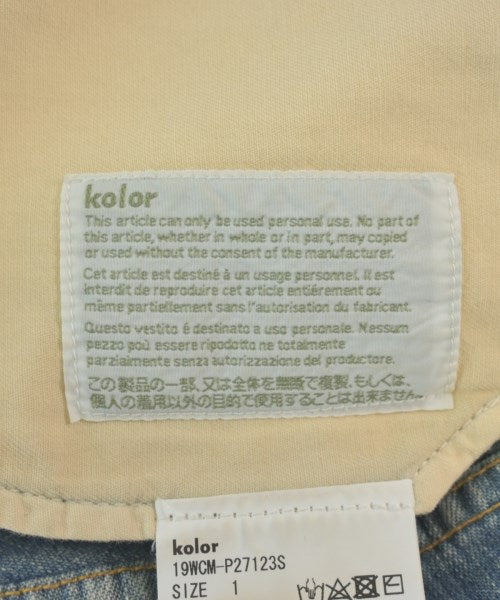 kolor
This article can only be used personal use. No part of
this article, whether in whole or in part, may copied
or used without the consent of the manufacturer.
Cet article est destiné à un usage personnel. Il est
interdit de reproduire cet article entiérement ou
même partiellement sans l'autorisation du fabricant.
Questo vestito é destinato a uso personale. Nessun
pezzo può essere ripodotto ne totalmente
parzialmente senza autorizzazione del produttore.
この製品の一部、又は全体を無断で複製、もしくは、
個人の着用以外の目的で使用することは出来ません。
kolor
19WCM-P27123S
SIZE 1